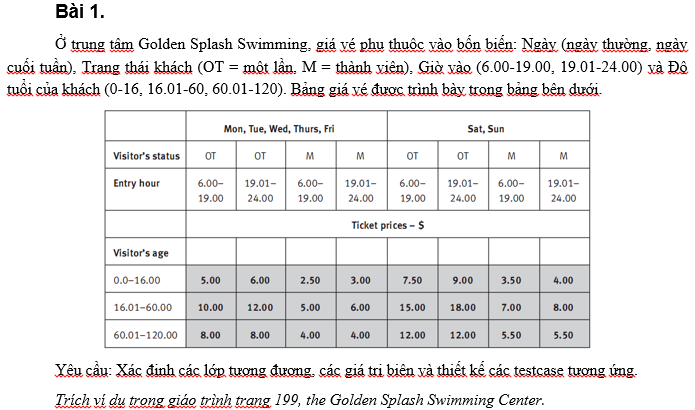 Bài 1.
Ở trung tâm Golden Splash Swimming, giá vé phụ thuộc vào bốn biến: Ngày (ngày thường, ngày
cuối tuần), Trạng thái khách (OT = một lần, M = thành viên), Giờ vào (6.00-19.00, 19.01-24.00) và Độ
tuổi của khách (0-16, 16.01-60, 60.01-120). Bảng giá vé được trình bày trong bảng bên dưới.
Mon, Tue, Wed, Thurs, Fri Sat, Sun
Visitor's status OT OT M M OT OT M M
Entry hour 6.00– 19.01– 6.00– 19.01– 6.00– 19.01– 6.00– 19.01–
19.00 24.00 19.00 24.00 19.00 24.00 19.00 24.00
Ticket prices – $
Visitor's age
0.0–16.00 5.00 6.00 2.50 3.00 7.50 9.00 3.50 4.00
16.01–60.00 10.00 12.00 5.00 6.00 15.00 18.00 7.00 8.00
60.01–120.00 8.00 8.00 4.00 4.00 12.00 12.00 5.50 5.50
Yêu cầu: Xác định các lớp tương đương, các giá trị biên và thiết kế các testcase tương ứng.
Trích ví dụ trong giáo trình trang 199, the Golden Splash Swimming Center.